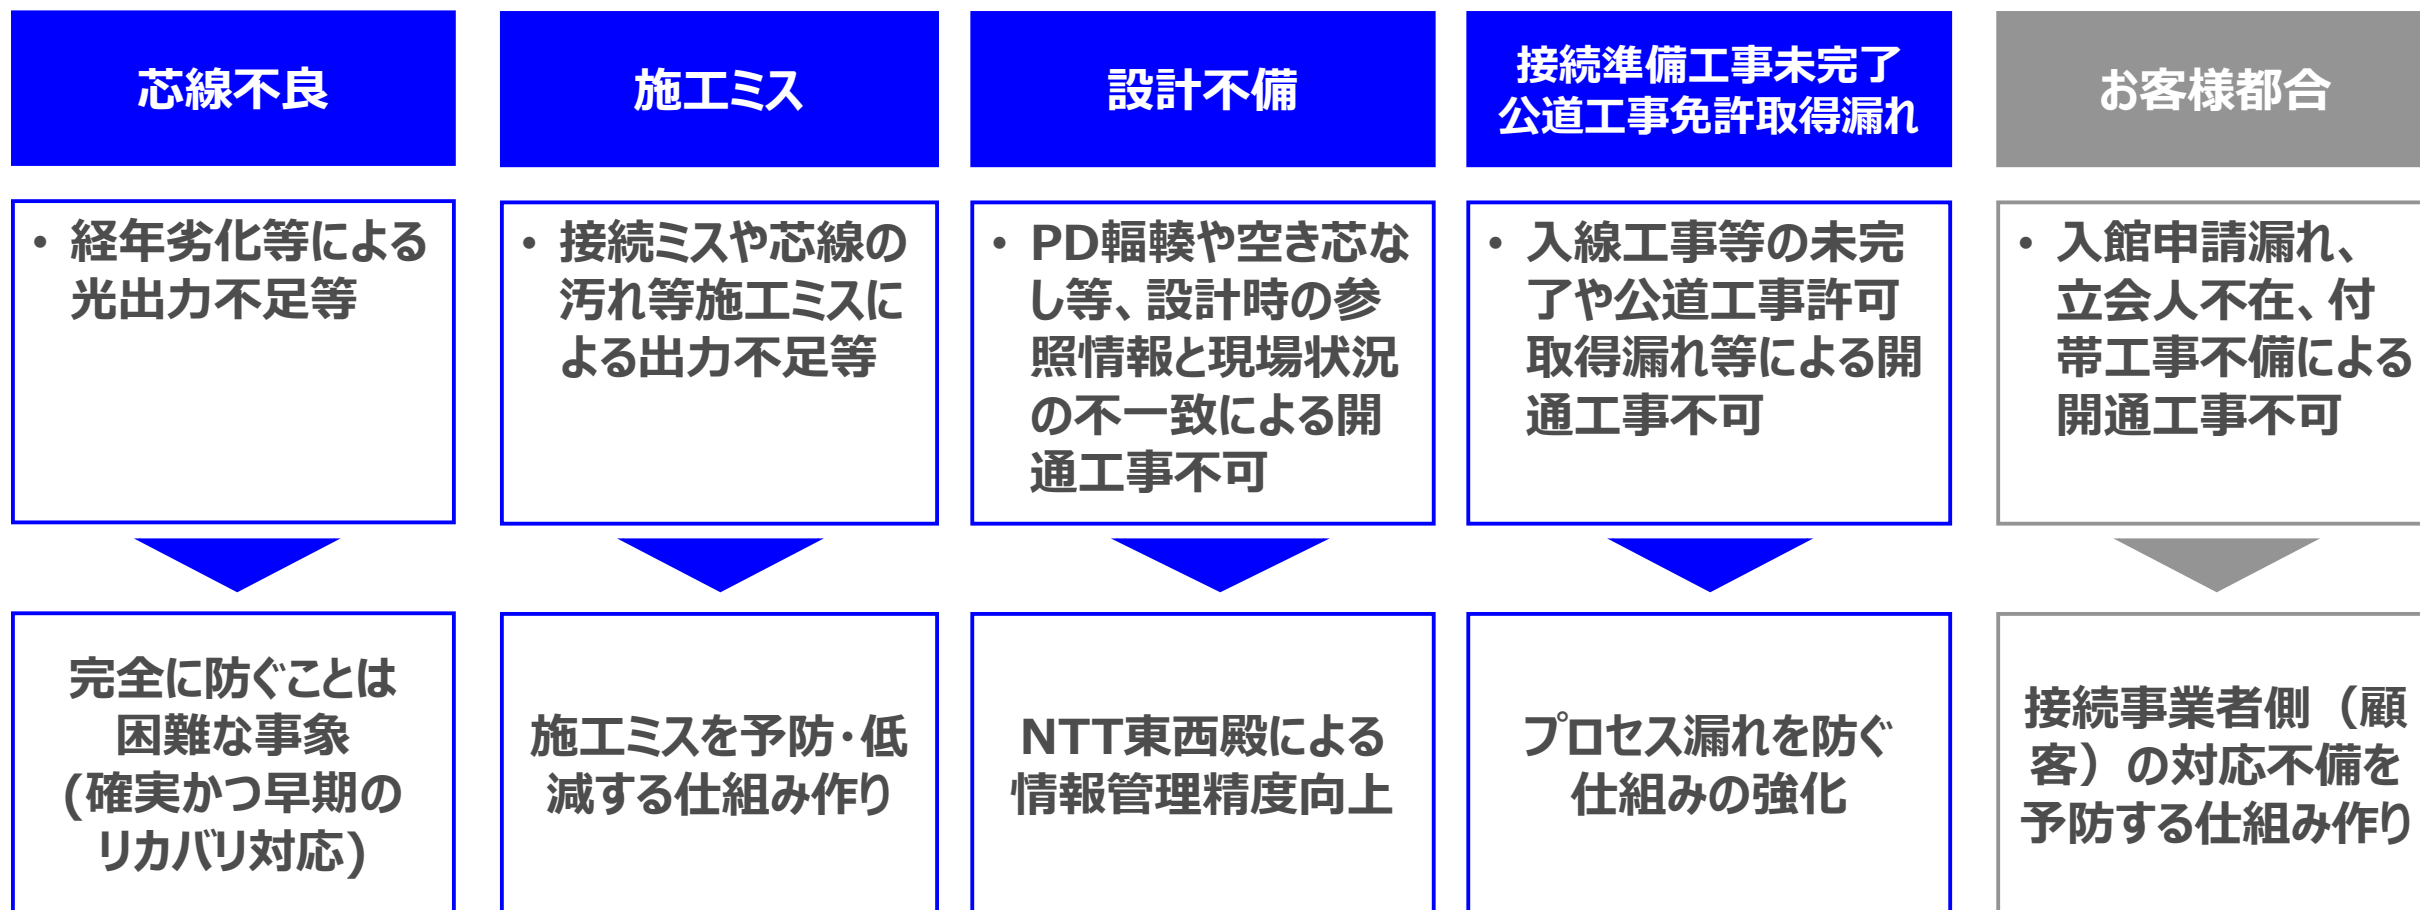 芯線不良
施工ミス
設計不備
接続準備工事未完了
公道工事免許取得漏れ
お客様都合
・ 経年劣化等による
光出力不足等
・ 接続ミスや芯線の
汚れ等施工ミスに
よる出力不足等
・ PD輻輳や空き芯な
し等、設計時の参
照情報と現場状況
の不一致による開
通工事不可
・ 入線工事等の未完
了や公道工事許可
取得漏れ等による開
通工事不可
・ 入館申請漏れ、
立会人不在、付
帯工事不備による
開通工事不可
完全に防ぐことは
困難な事象
(確実かつ早期の
リカバリ対応)
施工ミスを予防・低
減する仕組み作り
NTT東西殿による
情報管理精度向上
プロセス漏れを防ぐ
仕組みの強化
接続事業者側（顧
客）の対応不備を
予防する仕組み作り